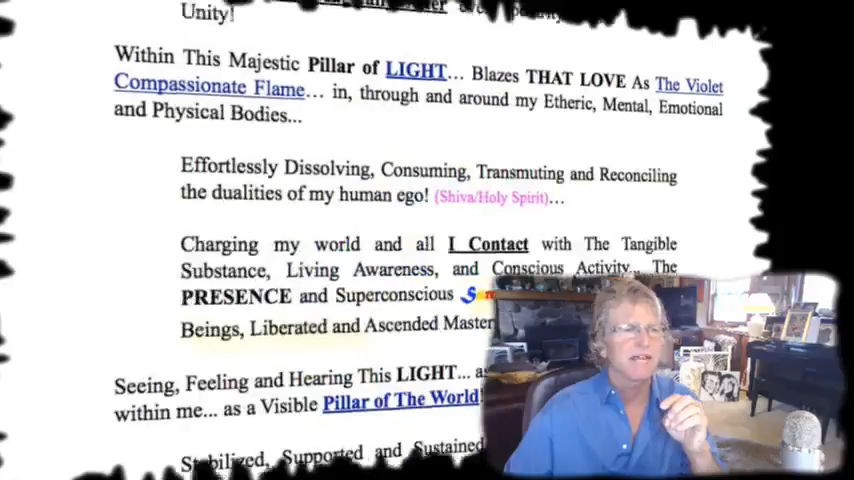 Unity!
Within This Majestic Pillar of LIGHT... Blazes THAT LOVE As The Violet
Compassionate Flame... in, through and around my Etheric, Mental, Emotional
and Physical Bodies...
Effortlessly Dissolving, Consuming, Transmuting and Reconciling
the dualities of my human ego! (Shiva/Holy Spirit)...
Charging my world and all I Contact with The Tangible
Substance, Living Awareness, and Conscious Activity... The
PRESENCE and Superconscious
Beings, Liberated and Ascended Master
Seeing, Feeling and Hearing This LIGHT...
within me... as a Visible Pillar of The World
Stabilized, Supported and Sustained